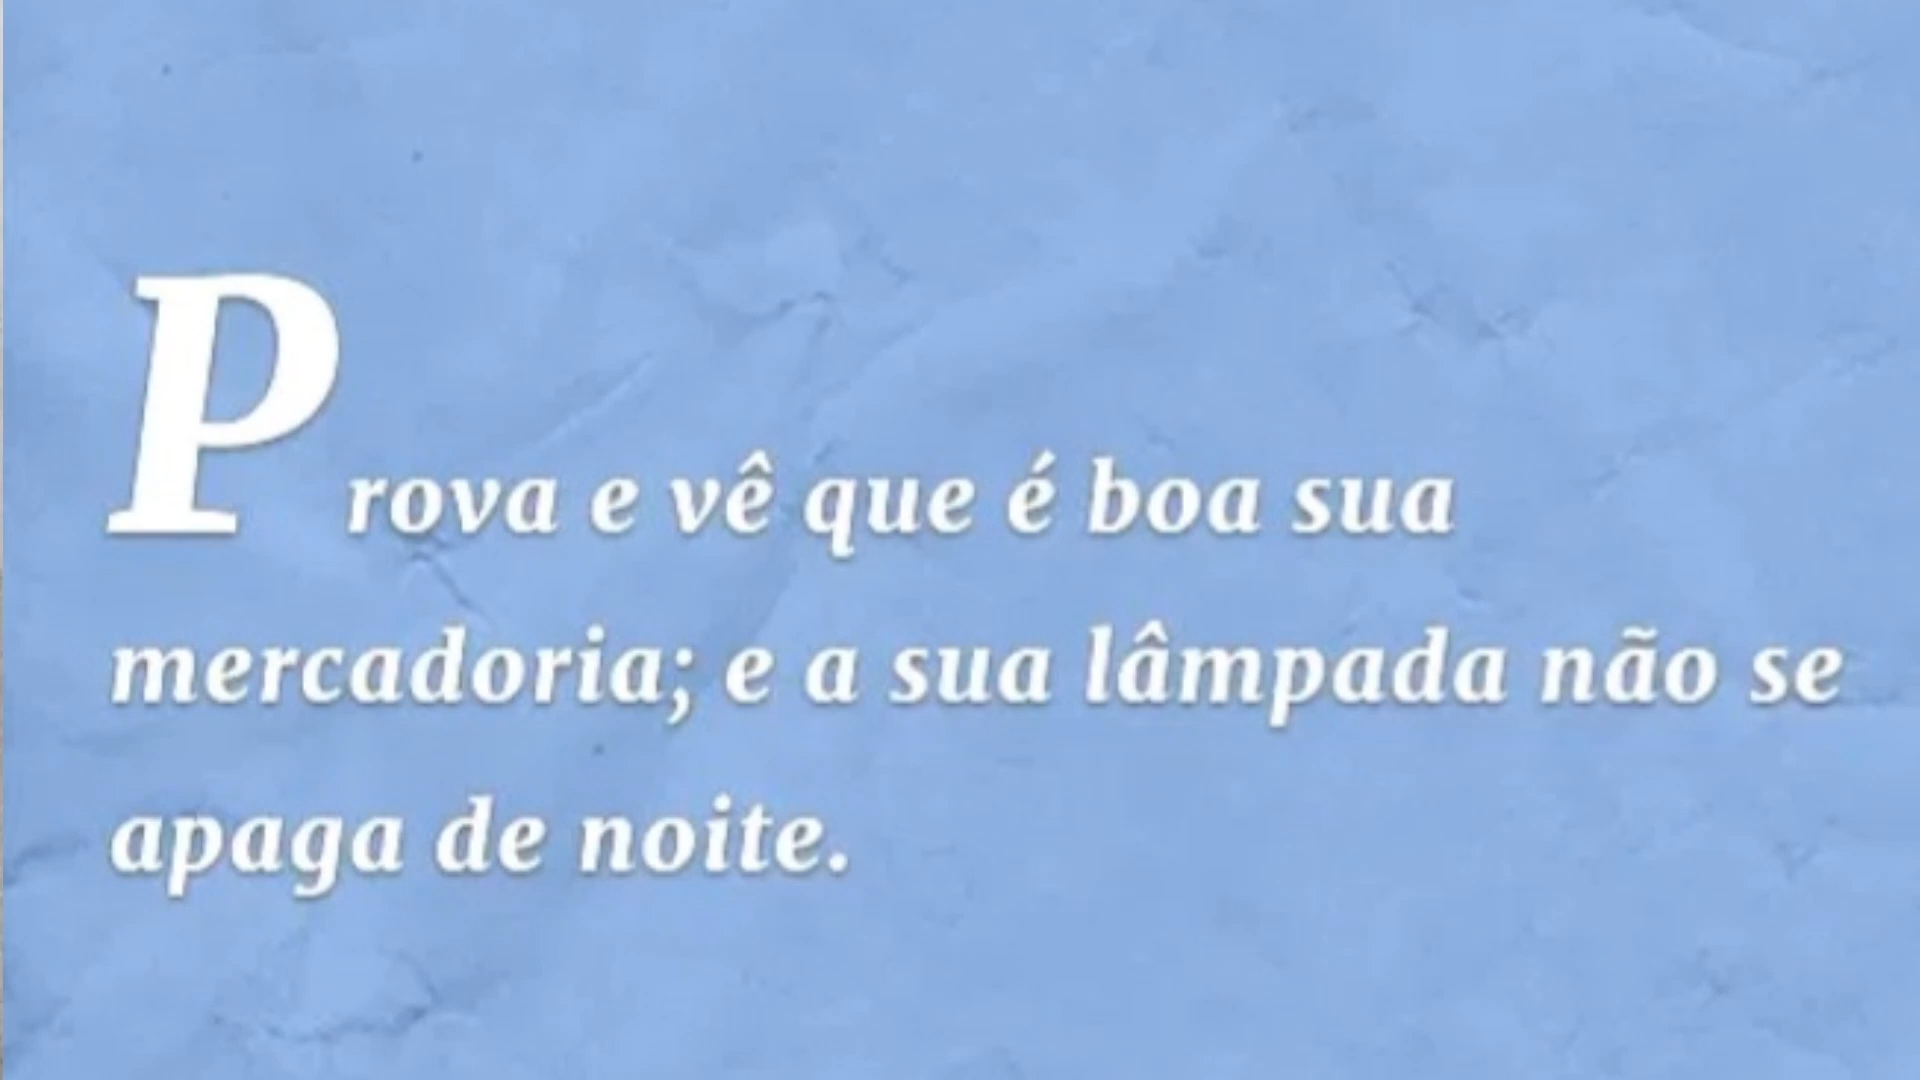 Prova e vê que é boa sua
mercadoria; e a sua lâmpada não se
apaga de noite.